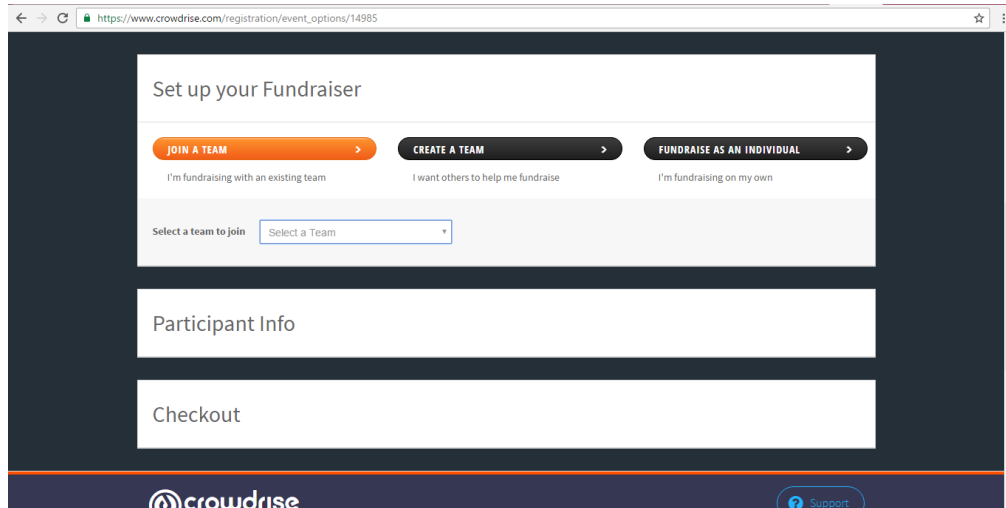 https://www.crowdrise.com/registration/event_options/14985
Set up your Fundraiser
JOIN A TEAM
CREATE A TEAM
FUNDRAISE AS AN INDIVIDUAL
I'm fundraising with an existing team
I want others to help me fundraise
I'm fundraising on my own
Select a team to join
Select a Team
Participant Info
Checkout
crowdrise
Support